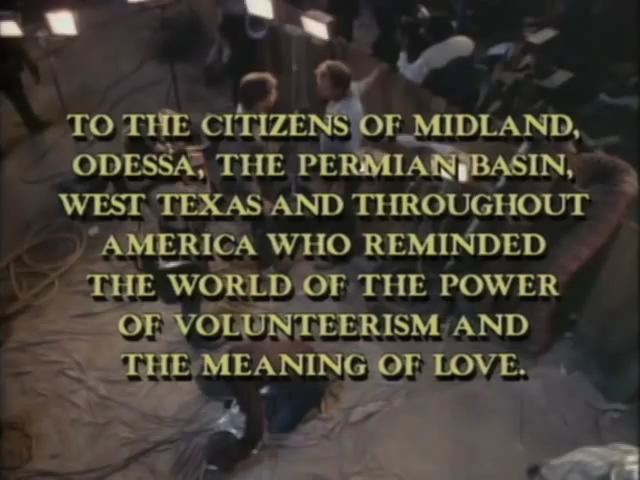 TO THE CITIZENS OF MIDLAND,
ODESSA, THE PERMIAN BASIN,
WEST TEXAS AND THROUGHOUT
AMERICA WHO REMINDED
THE WORLD OF THE POWER
OF VOLUNTEERISM AND
THE MEANING OF LOVE.